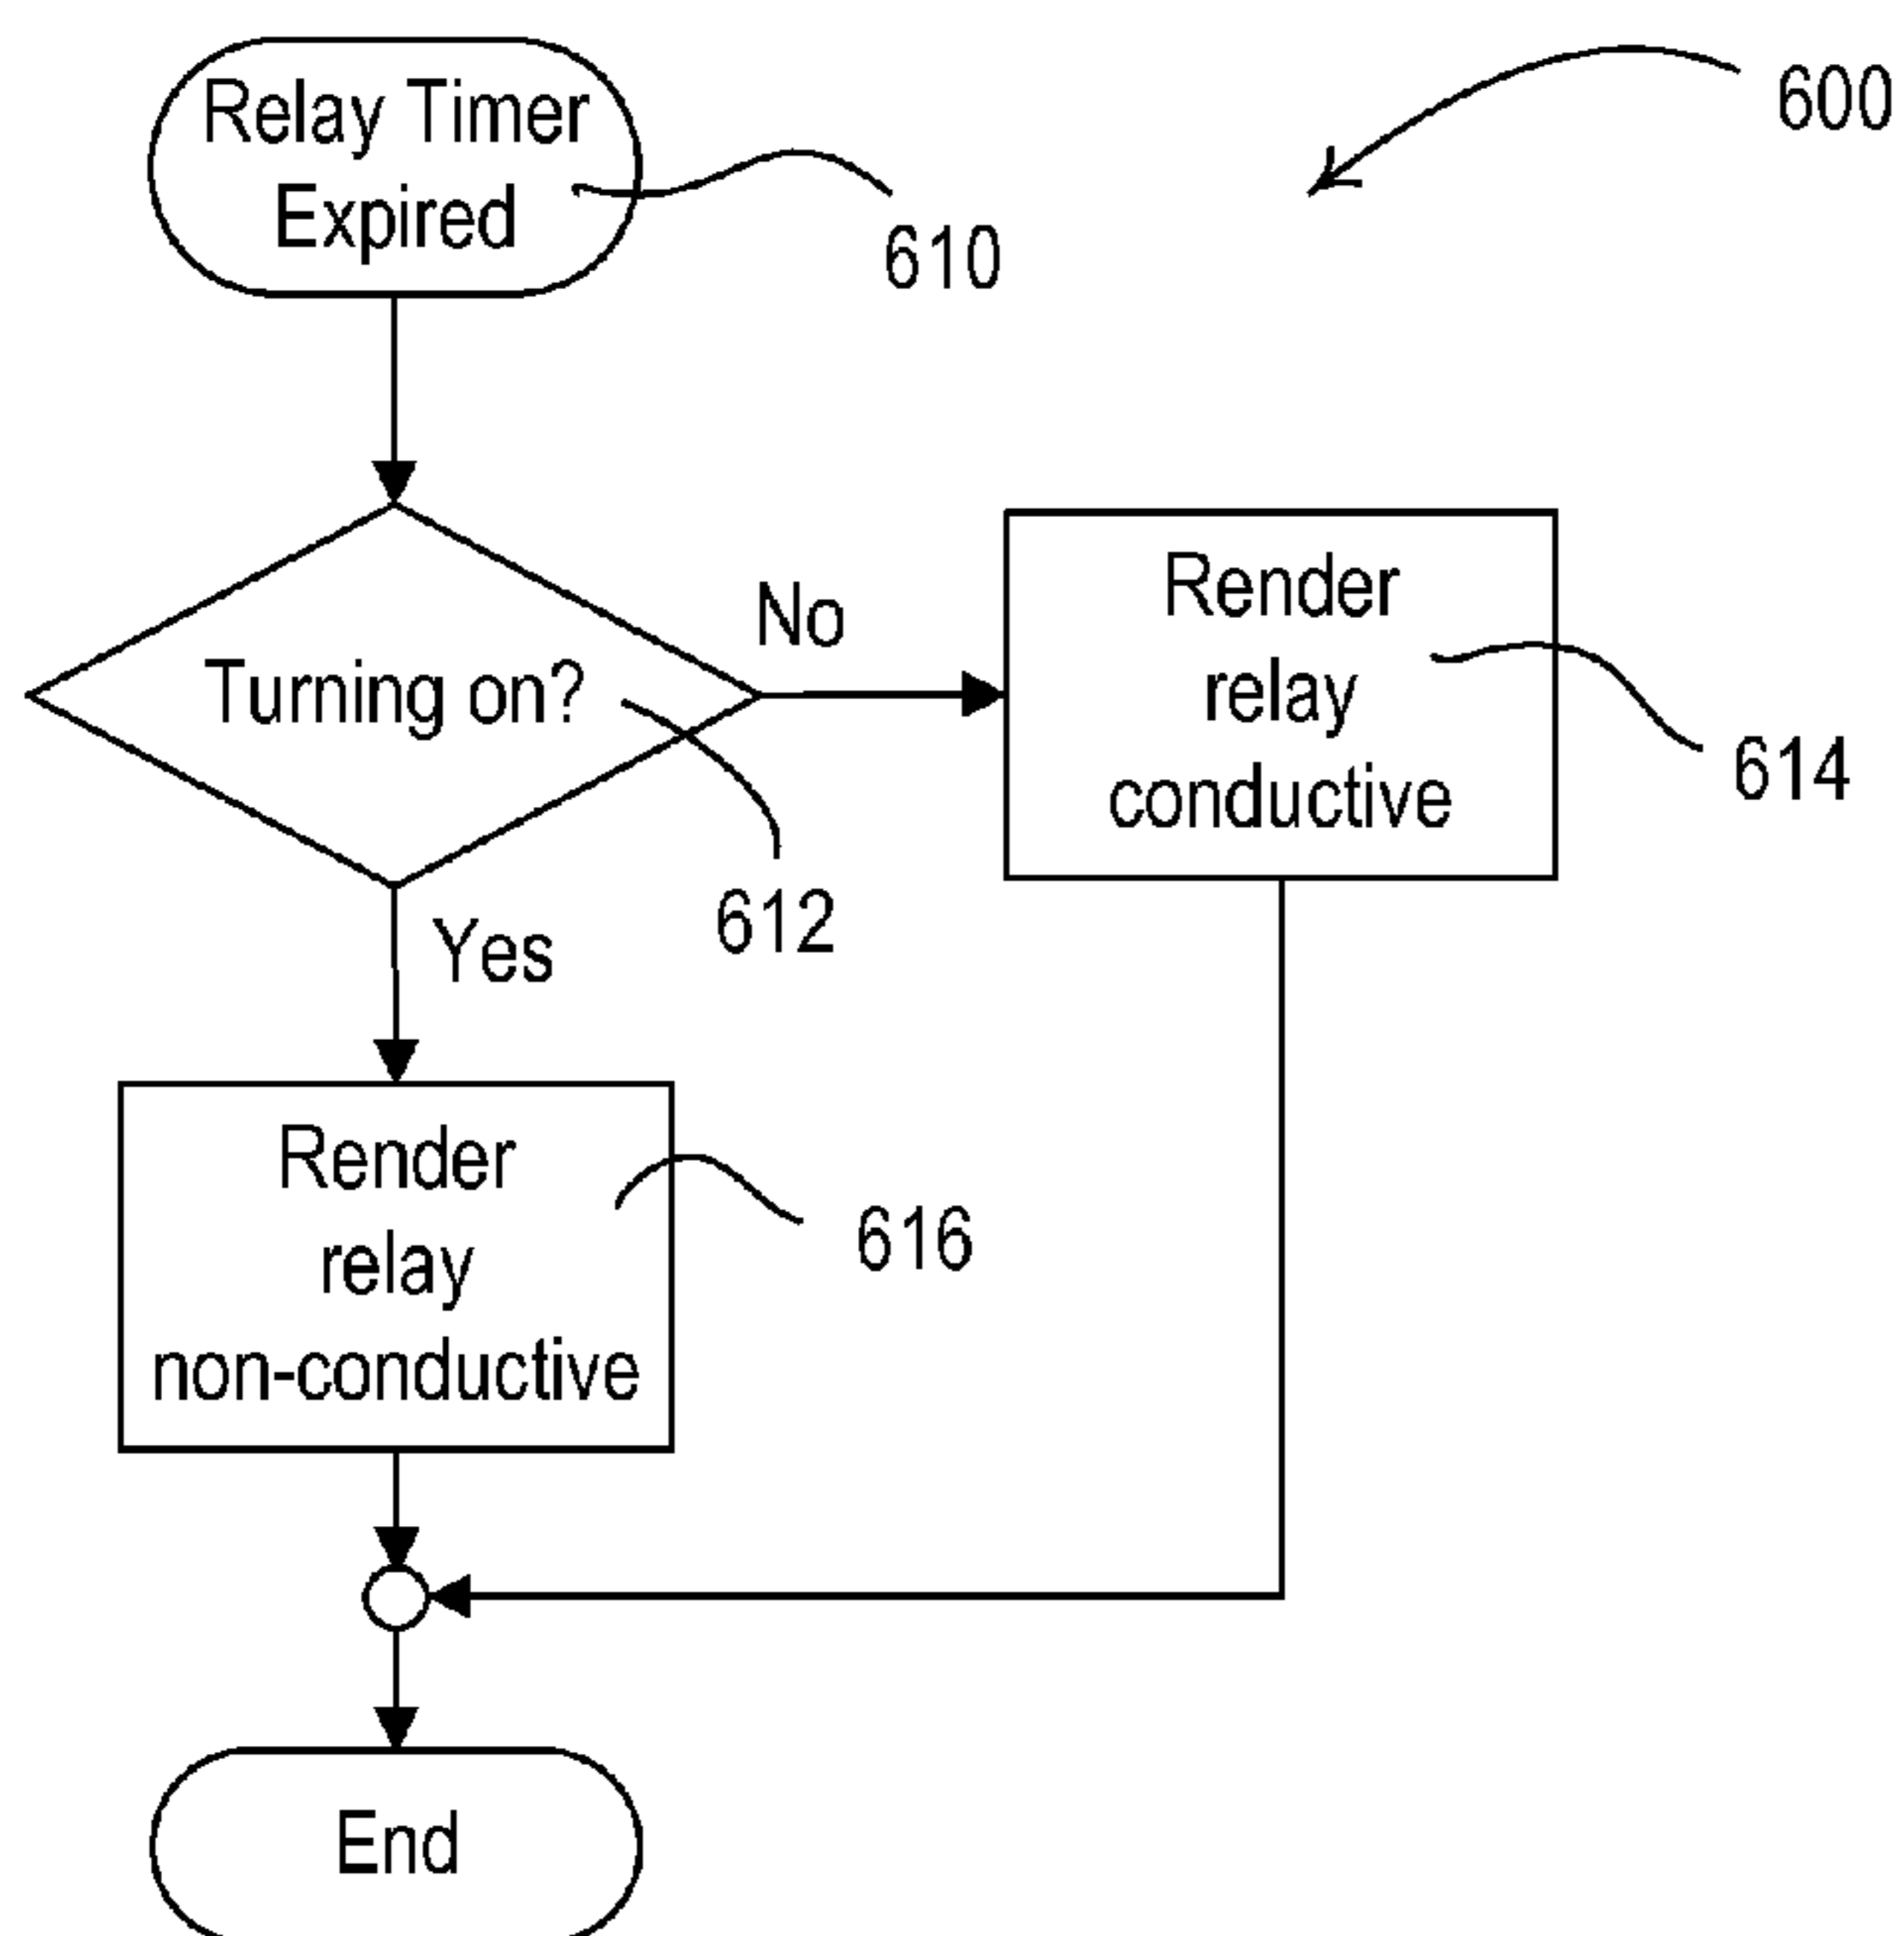 Relay Timer
Expired
600
610
Turning on?
No
Render
relay
conductive
614
612
Yes
Render
relay
non-conductive
616
End